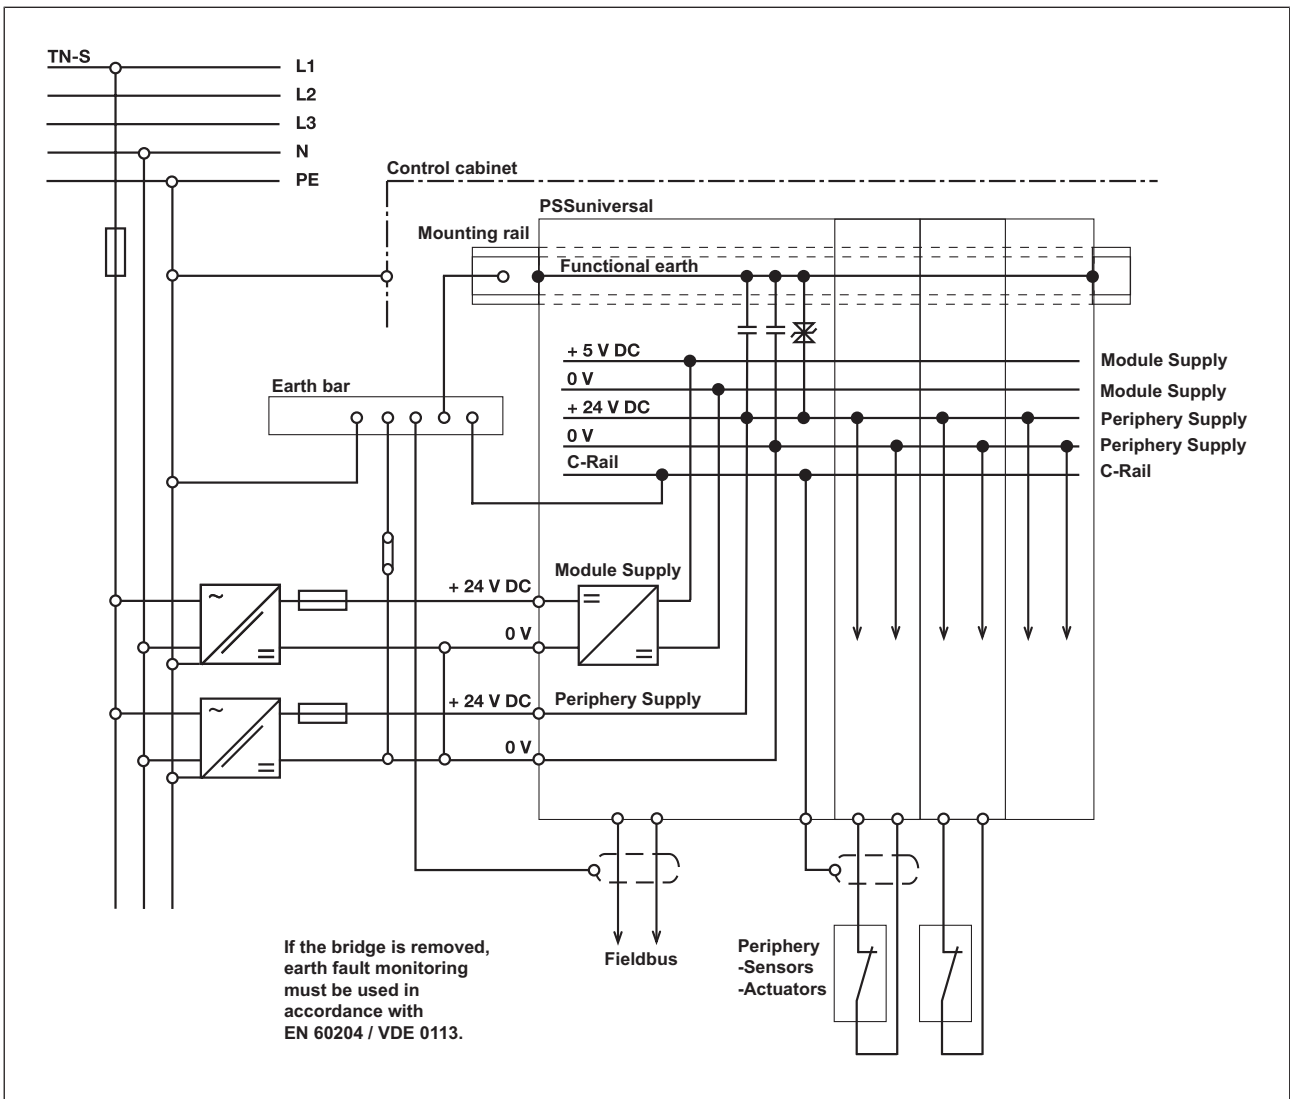 TN-S
L1
L2
L3
N
PE
Control cabinet
PSSuniversal
Mounting rail
Functional earth
+ 5 V DC
Module Supply
0 V
Module Supply
Earth bar
+ 24 V DC
Periphery Supply
0 V
Periphery Supply
C-Rail
C-Rail
Module Supply
+ 24 V DC
0 V
+ 24 V DC
Periphery Supply
0 V
If the bridge is removed,
earth fault monitoring
must be used in
accordance with
EN 60204 / VDE 0113.
Fieldbus
Periphery
-Sensors
-Actuators